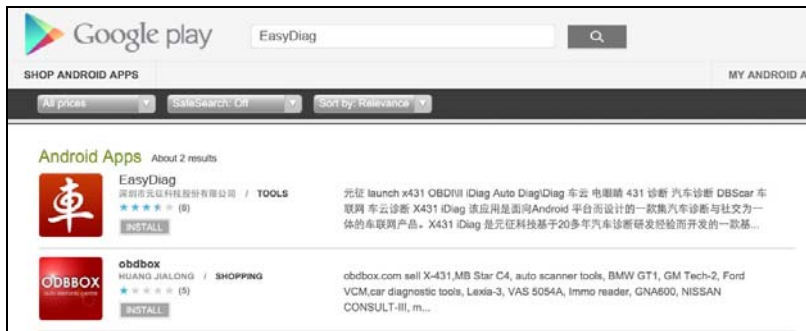 Google play
EasyDiag
SHOP ANDROID APPS
MY ANDROID A
All prices
SafeSearch: Off
Sort by: Relevance
Android Apps About 2 results
車
EasyDiag
深圳市元征科技股份有限公司 / TOOLS
(8)
INSTALL
元征 launch x431 OBDIVII iDiag Auto Diag\Diag 车云 电眼睛 431 诊断 汽车诊断 DBScar 车
联网 车云诊断 X431 iDiag 该应用是面向Android 平台而设计的一款集汽车诊断与社交为一
体的车联网产品。X431 iDiag 是元征科技基于20多年汽车诊断研发经验而开发的一款基...
ODBBOX
obdbox
HUANG JIALONG / SHOPPING
(5)
INSTALL
obdbox.com sell X-431,MB Star C4, auto scanner tools, BMW GT1, GM Tech-2, Ford
VCM,car diagnostic tools, Lexia-3, VAS 5054A, Immo reader, GNA600, NISSAN
CONSULT-III, m...